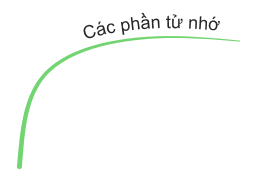 Các phần tử nhớ